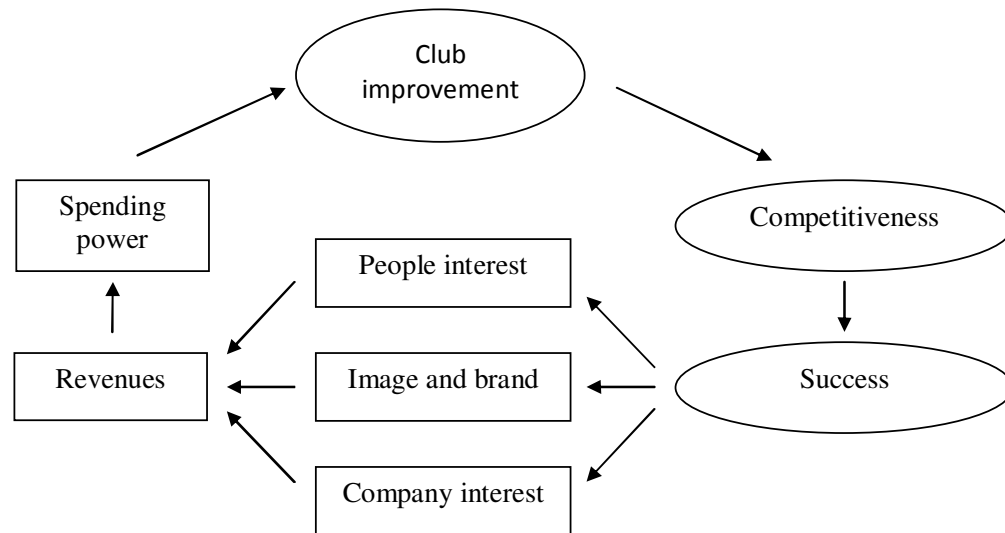 Club
improvement
Spending
power
Competitiveness
People interest
Revenues
Image and brand
Success
Company interest